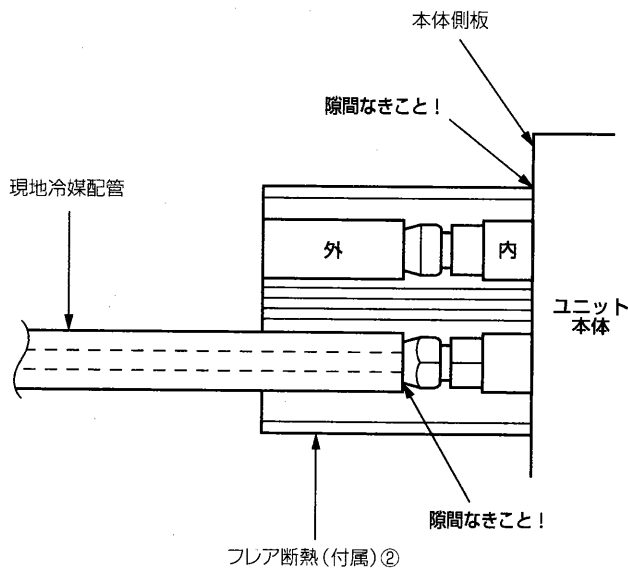 本体側板
隙間なきこと！
現地冷媒配管
外
内
ユニット
本体
隙間なきこと！
フレア断熱（付属）②